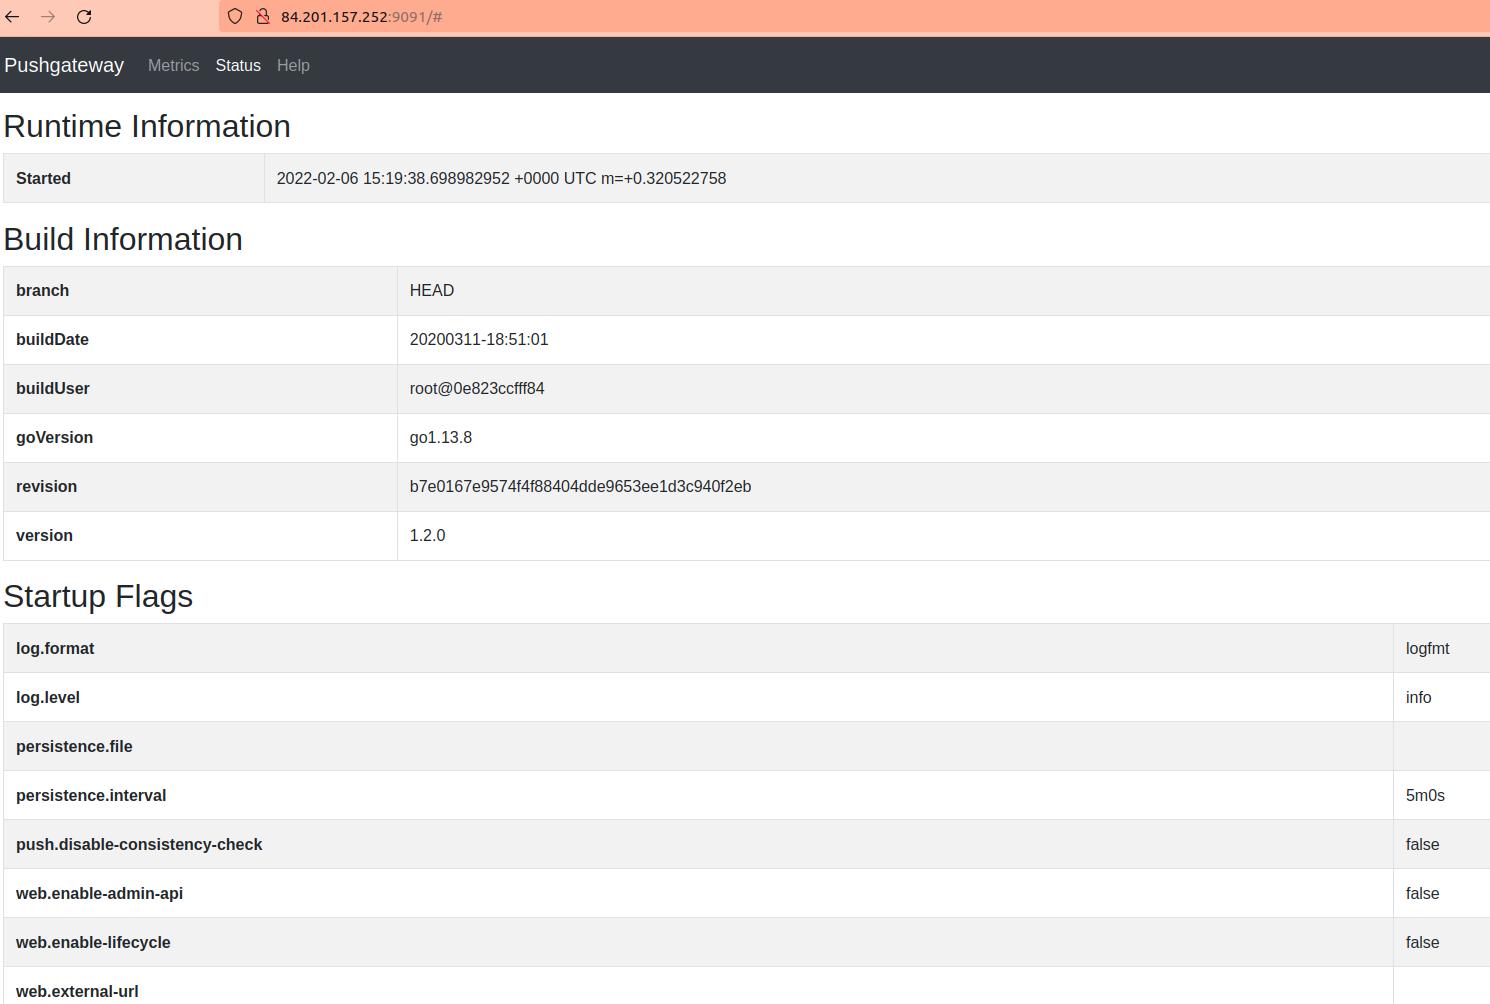 84.201.157.252:9091/#
Pushgateway Metrics Status Help
Runtime Information
Started 2022-02-06 15:19:38.698982952 +0000 UTC m=+0.320522758
Build Information
branch HEAD
buildDate 20200311-18:51:01
buildUser root@0e823ccfff84
goVersion go1.13.8
revision b7e0167e9574f4f88404dde9653ee1d3c940f2eb
version 1.2.0
Startup Flags
log.format logfmt
log.level info
persistence.file
persistence.interval 5m0s
push.disable-consistency-check false
web.enable-admin-api false
web.enable-lifecycle false
web.external-url